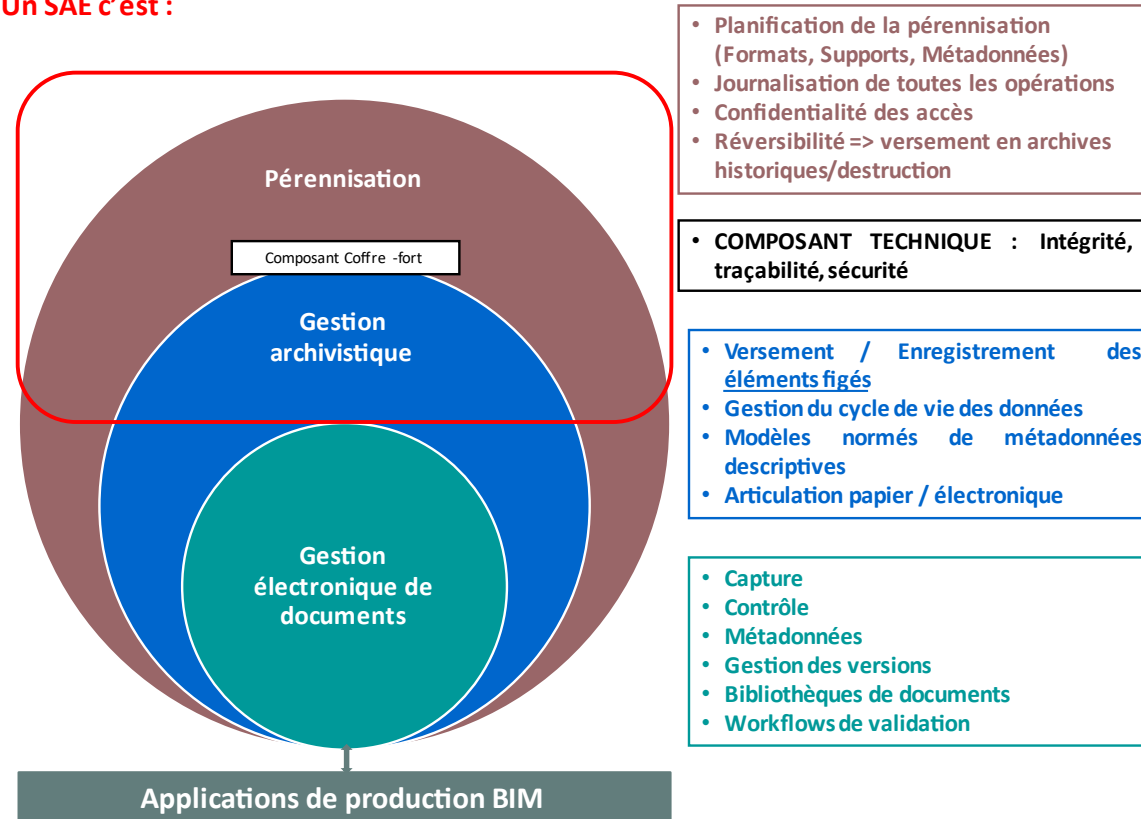 Un SAE c'est :
Pérennisation
Composant Coffre -fort
Gestion
archivistique
Gestion
électronique de
documents
Applications de production BIM
• Planification de la pérennisation
(Formats, Supports, Métadonnées)
• Journalisation de toutes les opérations
• Confidentialité des accès
• Réversibilité => versement en archives
historiques/destruction
• COMPOSANT TECHNIQUE : Intégrité,
traçabilité, sécurité
• Versement / Enregistrement des
éléments figés
• Gestion du cycle de vie des données
• Modèles normés de métadonnées
descriptives
• Articulation papier / électronique
• Capture
• Contrôle
• Métadonnées
• Gestion des versions
• Bibliothèques de documents
• Workflows de validation